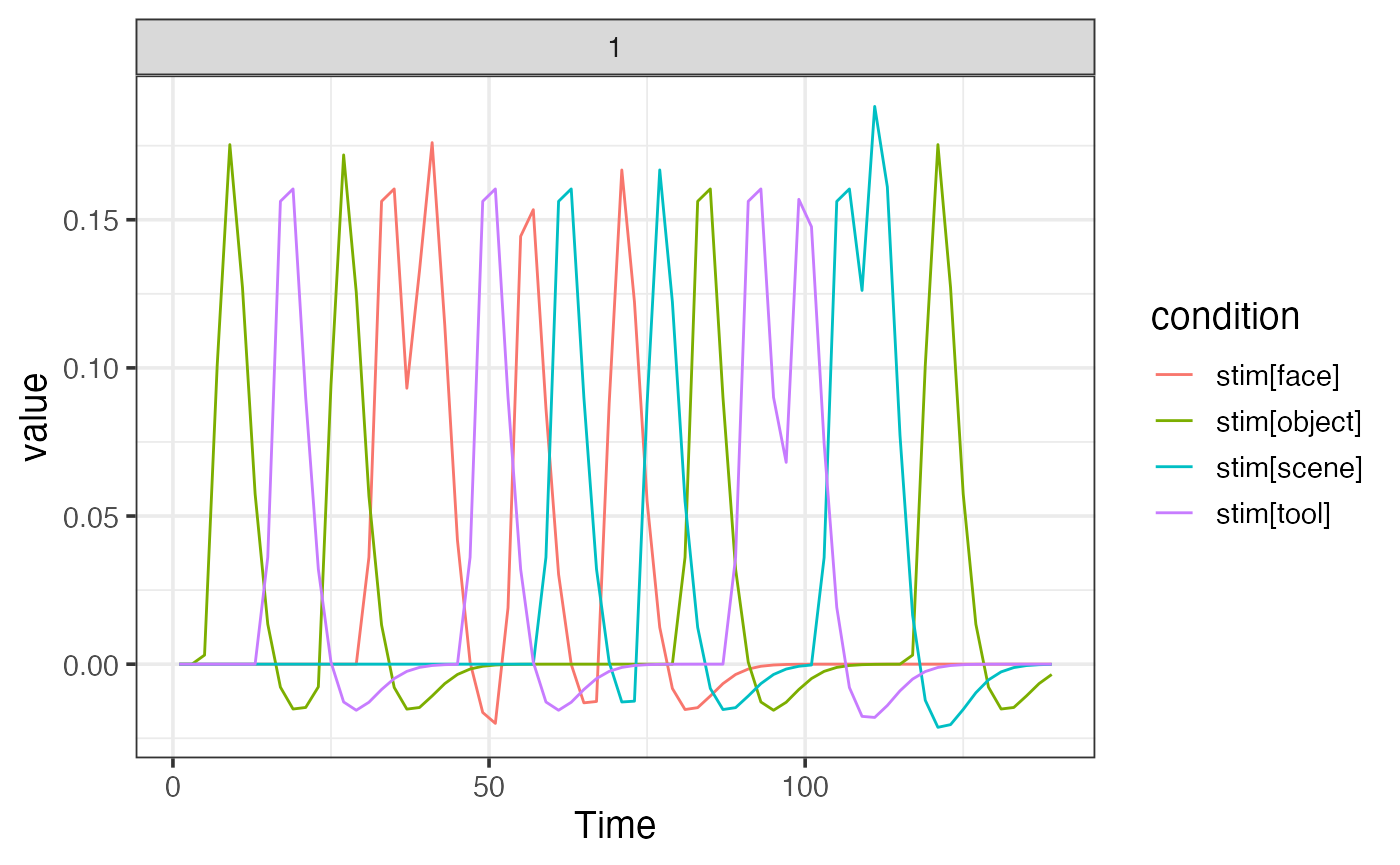 1
value
0.15
0.10
0.05
0.00
0
50
100
Time
condition
stim[face]
stim[object]
stim[scene]
stim[tool]